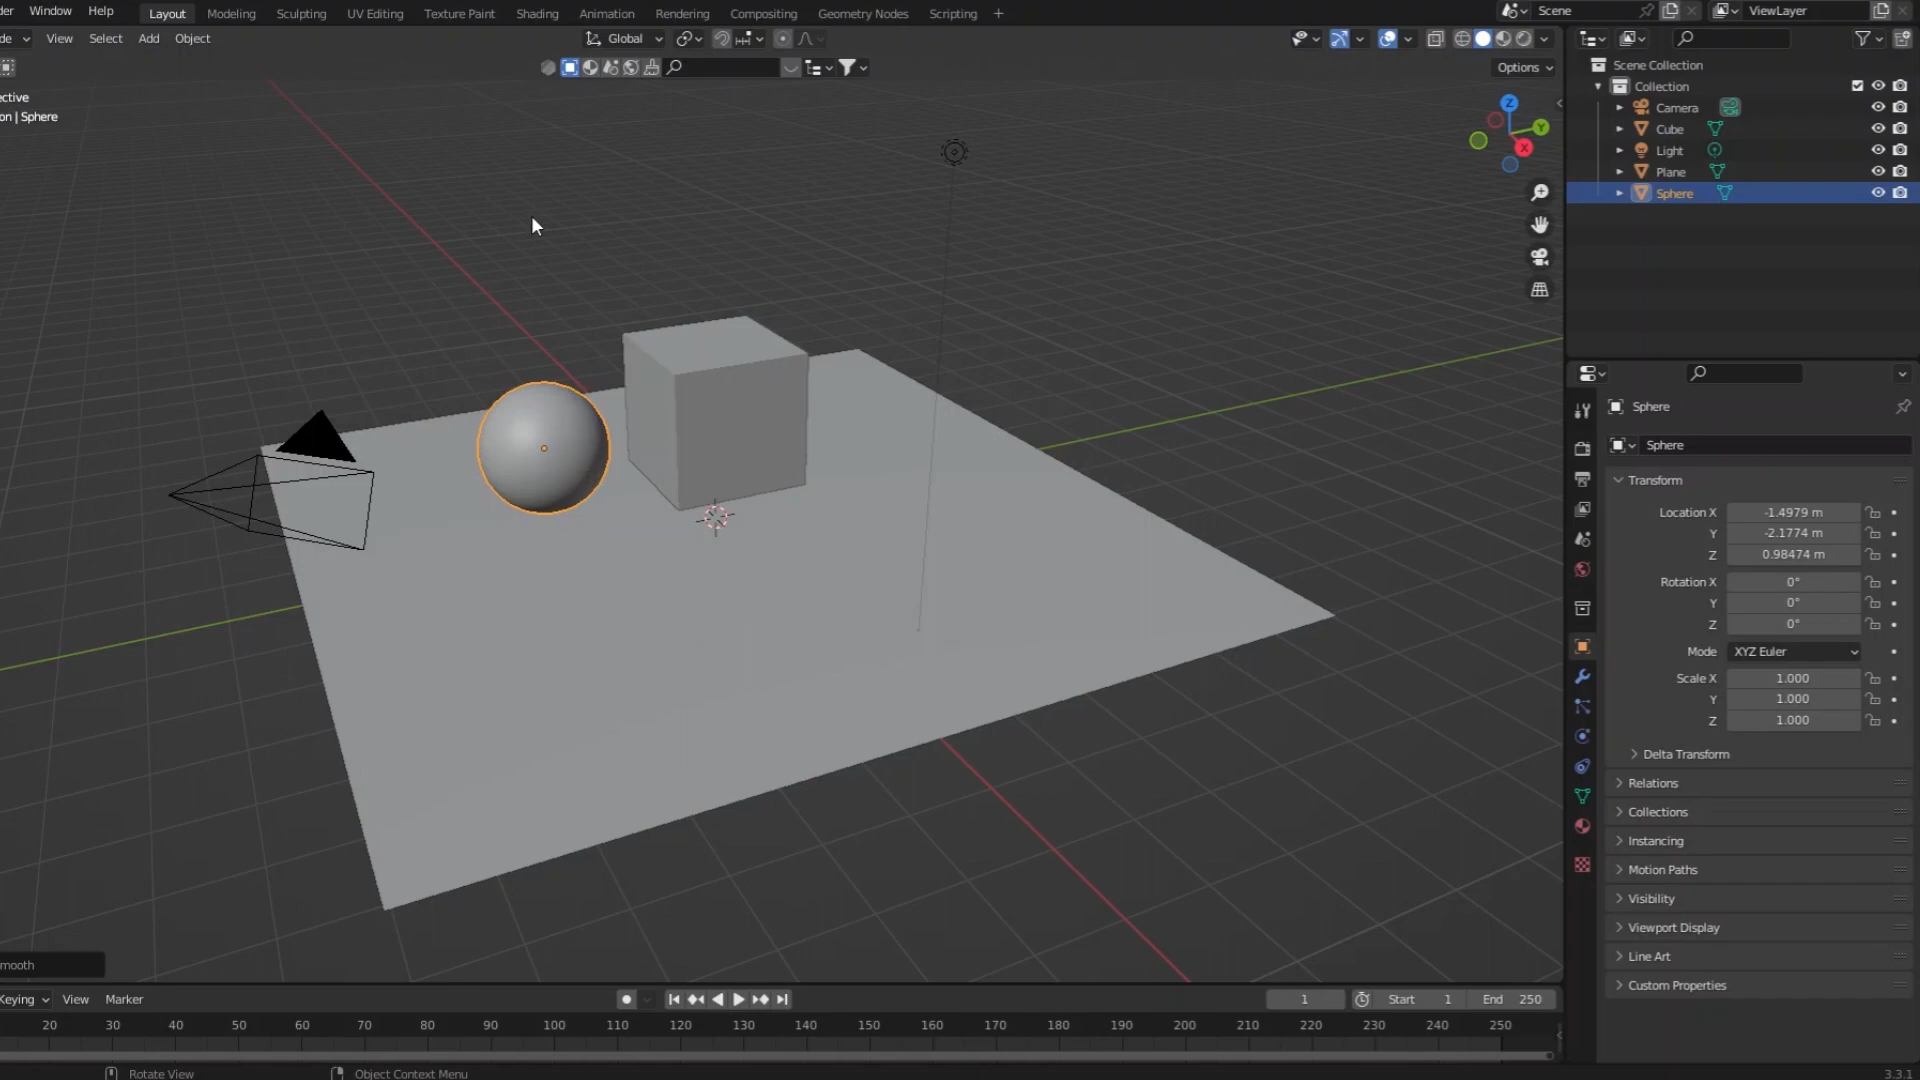 der Window Help Layout Modeling Sculpting UV Editing Texture Paint Shading Animation Rendering Compositing Geometry Nodes Scripting + Scene ViewLayer
de View Select Add Object Global
Options
ective
on | Sphere
Z
Y
X
Scene Collection
Collection
Camera
Cube
Light
Plane
Sphere
Sphere
Sphere
Transform
Location X -1.4979 m
Y -2.1774 m
Z 0.98474 m
Rotation X 0°
Y 0°
Z 0°
Mode XYZ Euler
Scale X 1.000
Y 1.000
Z 1.000
Delta Transform
Relations
Collections
Instancing
Motion Paths
Visibility
Viewport Display
Line Art
Custom Properties
mooth
Keying View Marker 1 Start 1 End 250
20 30 40 50 60 70 80 90 100 110 120 130 140 150 160 170 180 190 200 210 220 230 240 250
Rotate View Object Context Menu 3.3.1